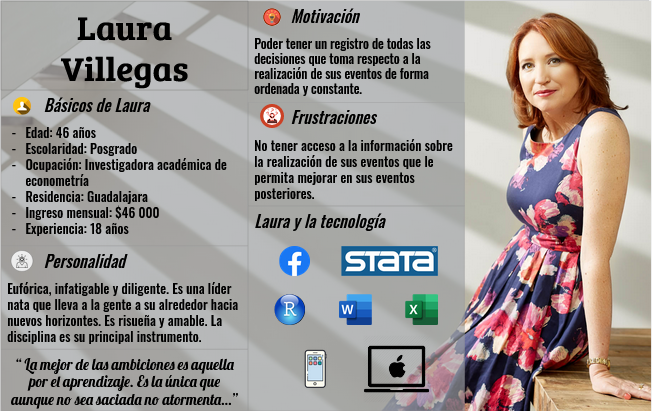 Laura
Villegas
Básicos de Laura
- Edad: 46 años
- Escolaridad: Posgrado
- Ocupación: Investigadora académica de
econometría
- Residencia: Guadalajara
- Ingreso mensual: $46 000
- Experiencia: 18 años
Personalidad
Eufórica, infatigable y diligente. Es una líder
nata que lleva a la gente a su alrededor hacia
nuevos horizontes. Es risueña y amable. La
disciplina es su principal instrumento.
“ La mejor de las ambiciones es aquella
por el aprendizaje. Es la única que
aunque no sea saciada no atormenta...”
Motivación
Poder tener un registro de todas las
decisiones que toma respecto a la
realización de sus eventos de forma
ordenada y constante.
Frustraciones
No tener acceso a la información sobre
la realización de sus eventos que le
permita mejorar en sus eventos
posteriores.
Laura y la tecnología
f
STATA®
R
W
X